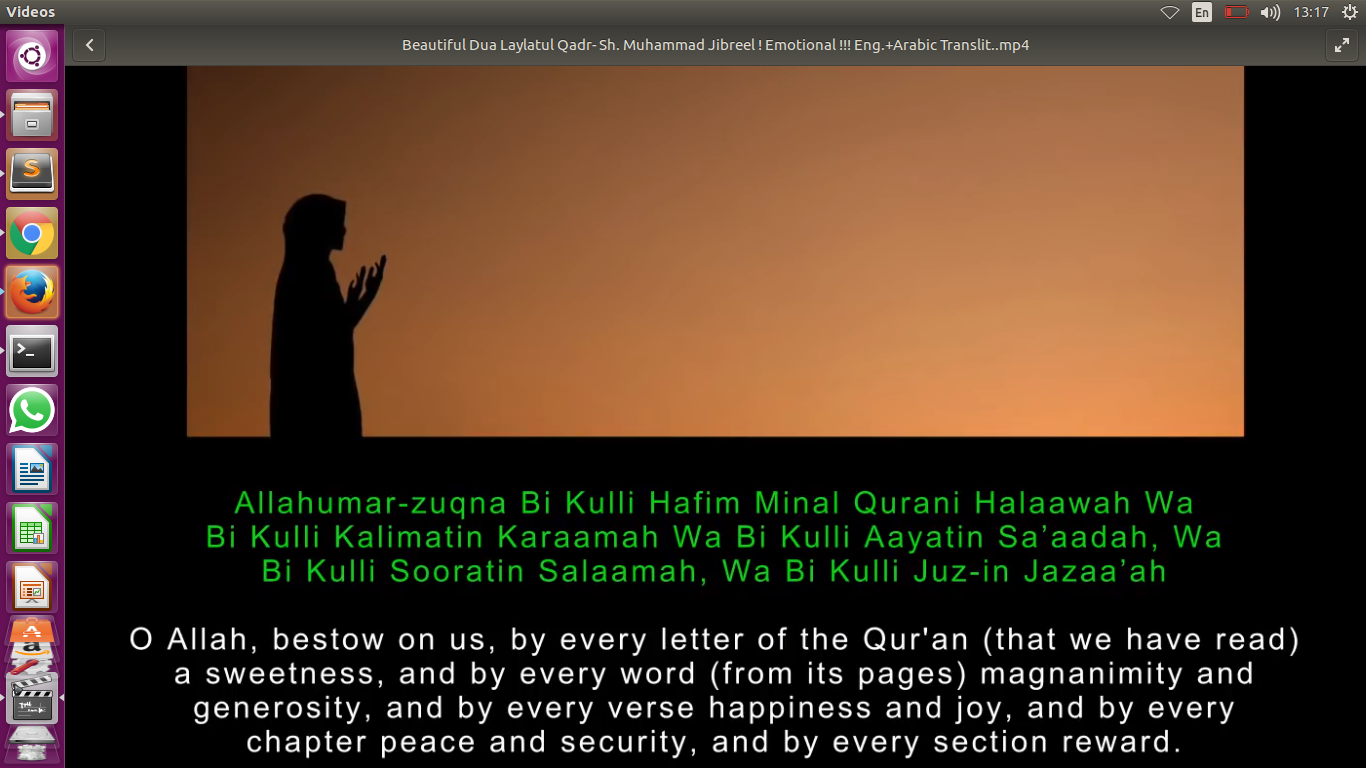 Videos
En
13:17
Beautiful Dua Laylatul Qadr- Sh. Muhammad Jibreel ! Emotional !!! Eng.+Arabic Translit..mp4
Allahumar-zuqna Bi Kulli Hafim Minal Qurani Halaawah Wa
Bi Kulli Kalimatin Karaamah Wa Bi Kulli Aayatin Sa’aadah, Wa
Bi Kulli Sooratin Salaamah, Wa Bi Kulli Juz-in Jazaa’ah
O Allah, bestow on us, by every letter of the Qur'an (that we have read)
a sweetness, and by every word (from its pages) magnanimity and
generosity, and by every verse happiness and joy, and by every
chapter peace and security, and by every section reward.